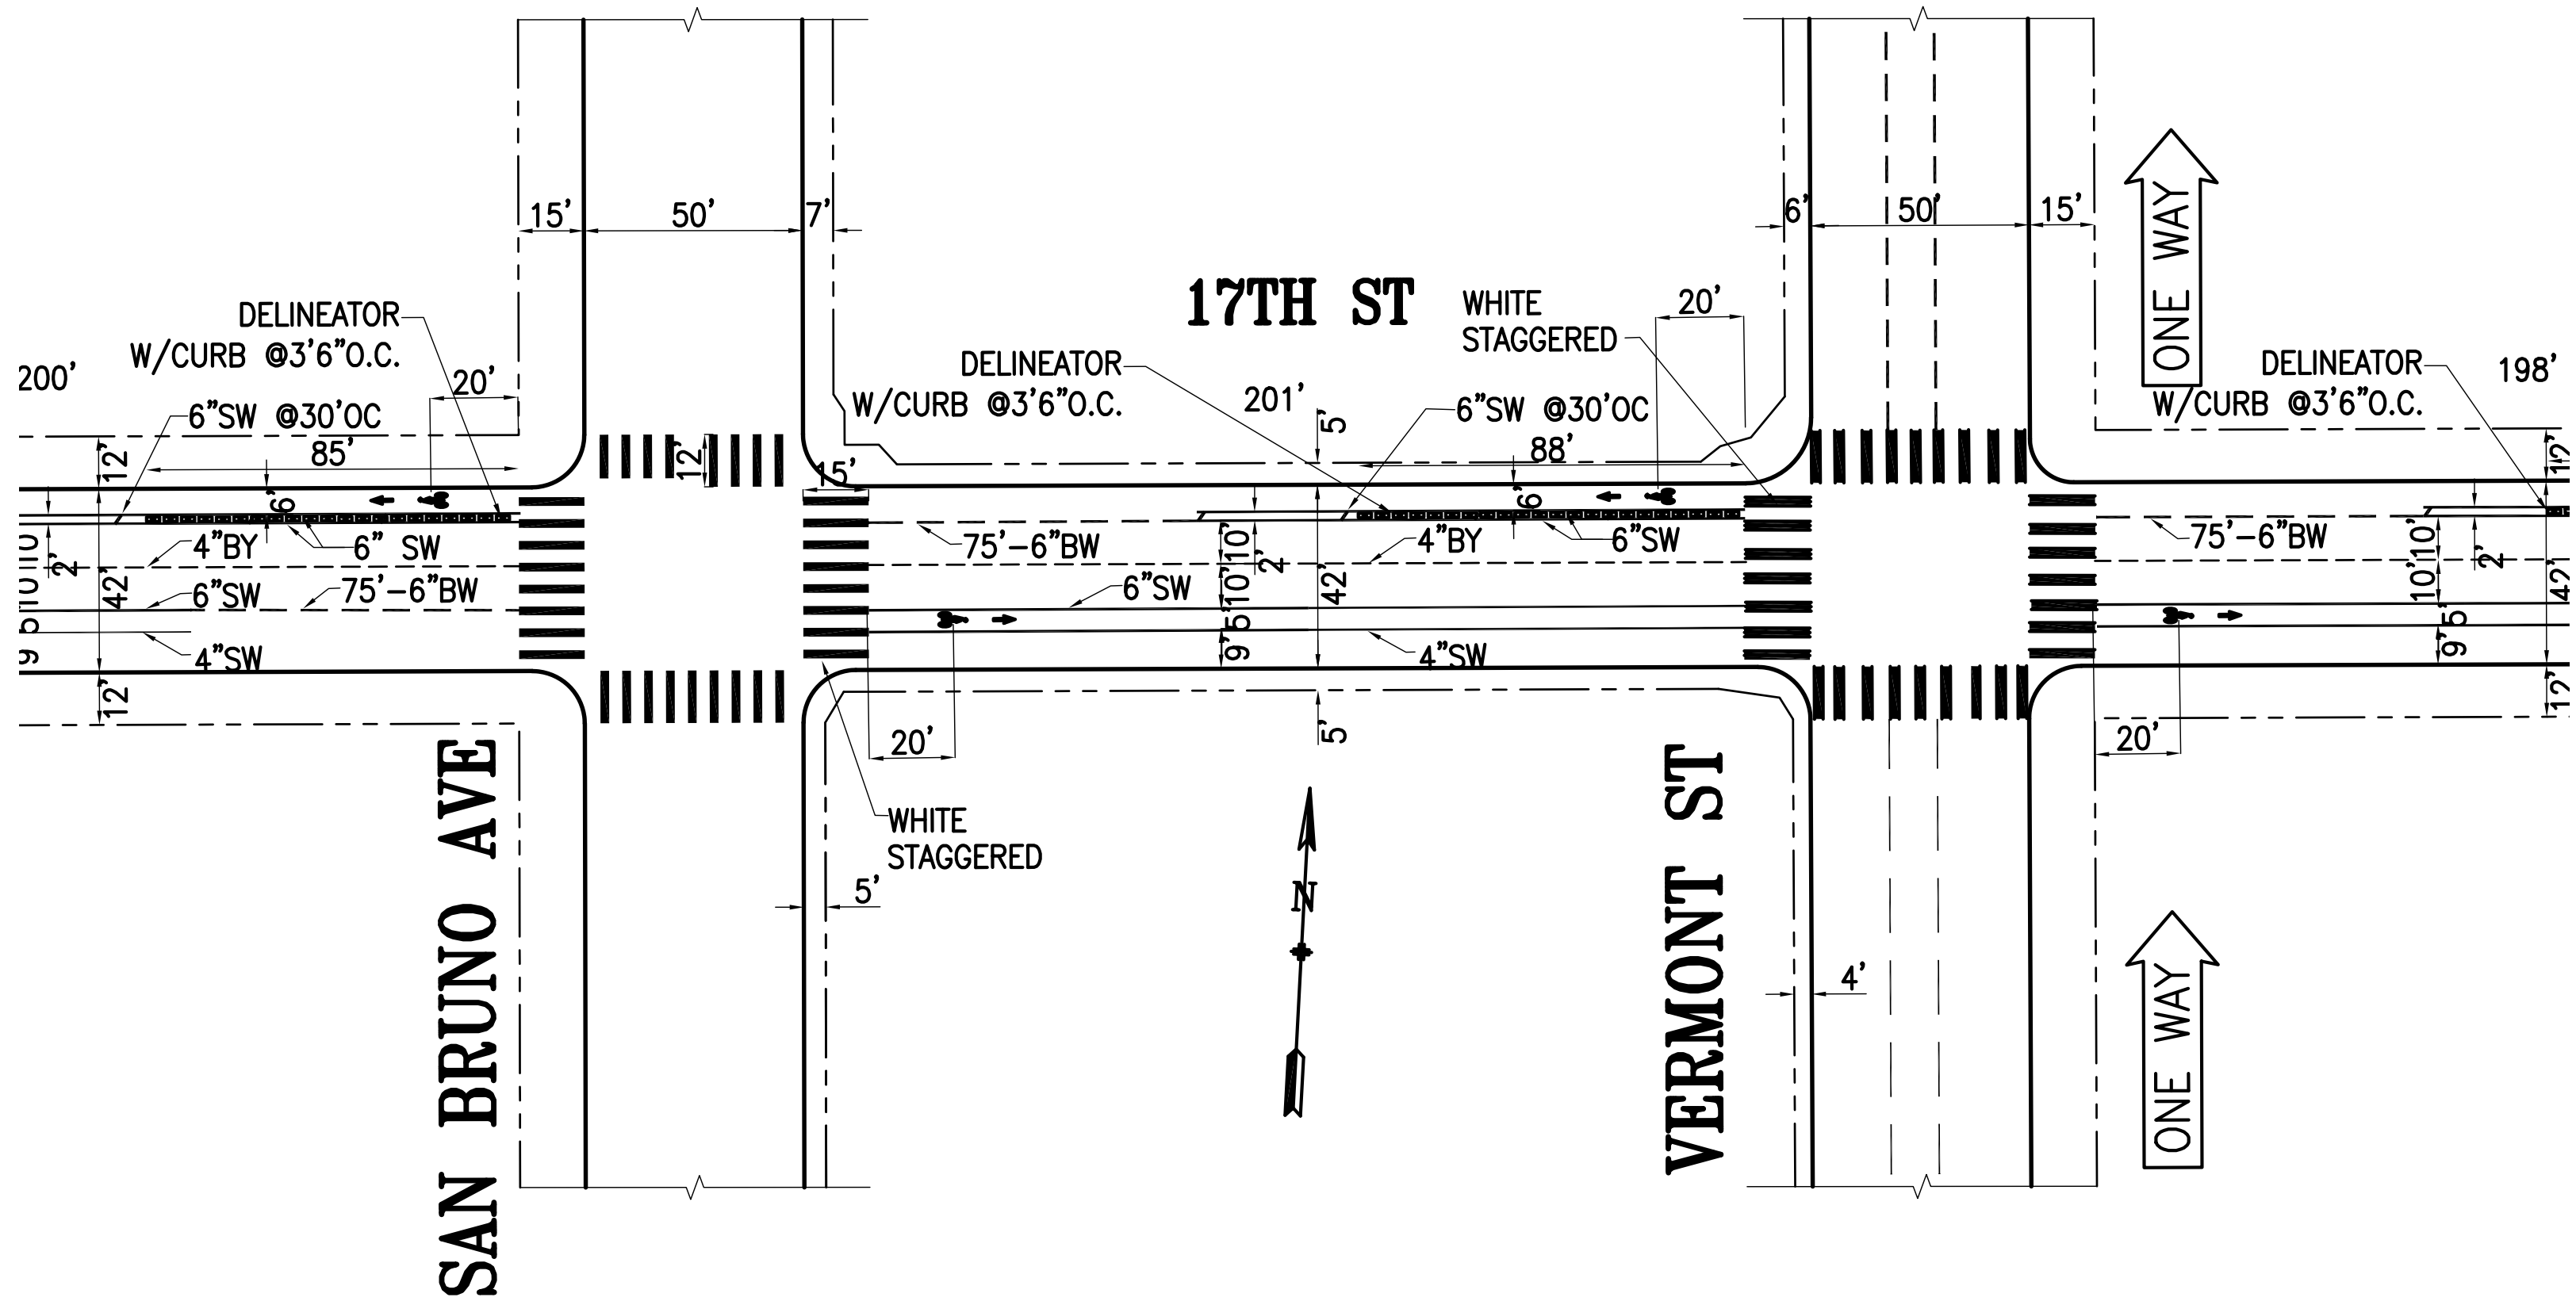 15'
50'
7'
6'
50'
15'
ONE WAY
17TH ST
WHITE
STAGGERED
20'
DELINEATOR
W/CURB @3'6"O.C.
200'
20'
6"SW @30'OC
85'
12'
12'
15'
6'
DELINEATOR
W/CURB @3'6"O.C.
201'
5'
6"SW @30'OC
88'
6'
DELINEATOR
W/CURB @3'6"O.C.
198'
12'
10
2'
4"BY
6" SW
75'-6"BW
10'
2'
4"BY
6"SW
75'-6"BW
10'
2'
10
42'
6"SW
75'-6"BW
10'
42'
6"SW
10'
42'
5
9'
4"SW
5'
9'
4"SW
5'
9'
12'
12'
20'
5'
20'
WHITE
STAGGERED
5'
N
4'
SAN BRUNO AVE
VERMONT ST
ONE WAY